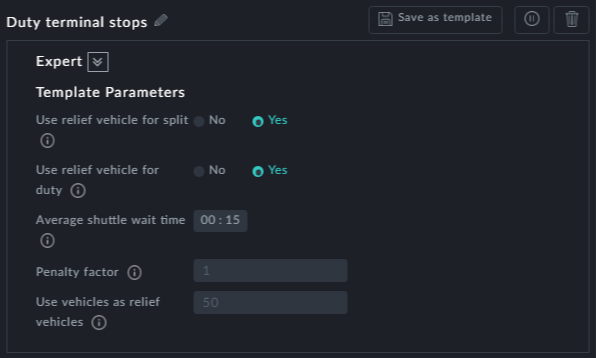 Duty terminal stops
Save as template
Expert
Template Parameters
Use relief vehicle for split
No
Yes
Use relief vehicle for
duty
No
Yes
Average shuttle wait time
00 : 15
Penalty factor
1
Use vehicles as relief
vehicles
50